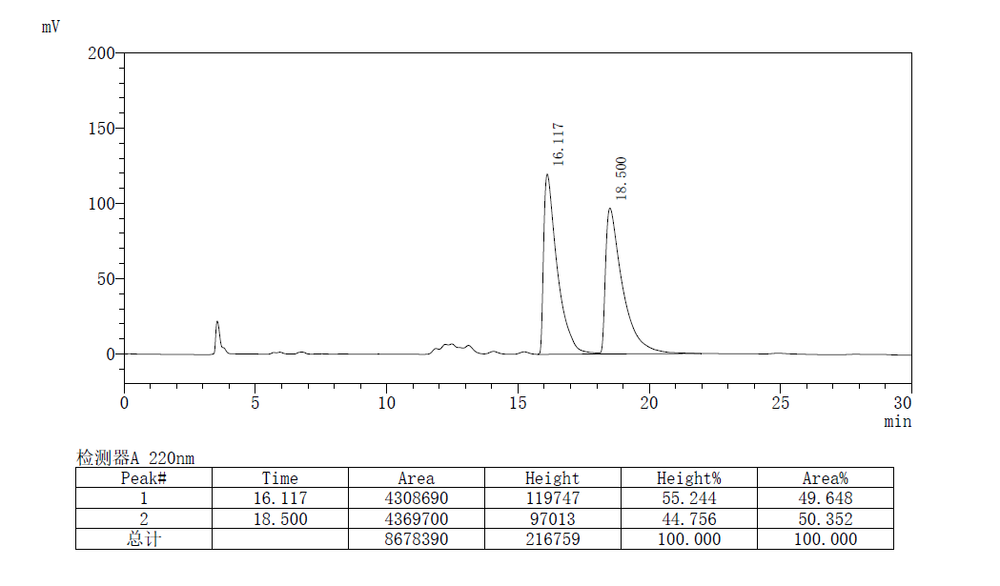 mV
200
150
100
50
0
16.117
18.500
0 5 10 15 20 25 30
min
检测器A 220nm
Peak# Time Area Height Height% Area%
1 16.117 4308690 119747 55.244 49.648
2 18.500 4369700 97013 44.756 50.352
总计 8678390 216759 100.000 100.000